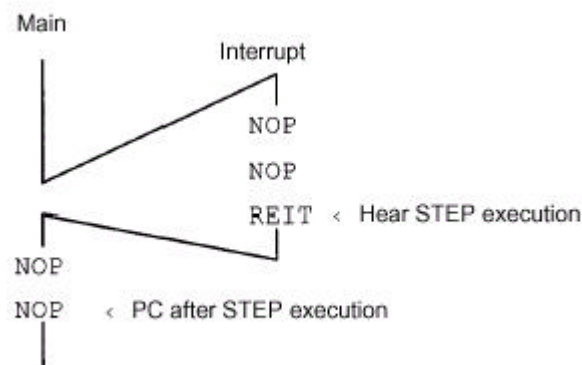 Main
Interrupt
NOP
NOP
REIT < Hear STEP execution
NOP
NOP < PC after STEP execution